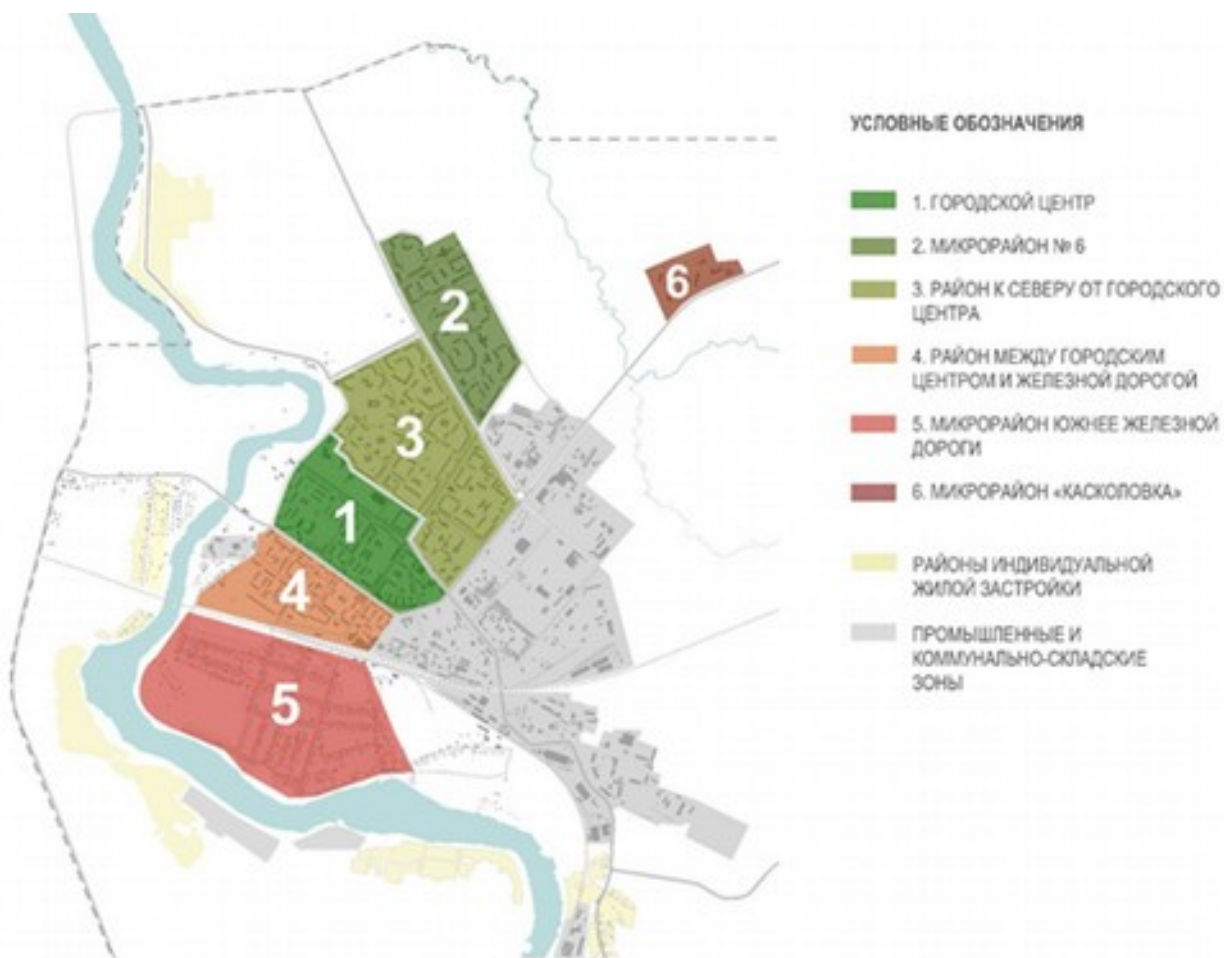 УСЛОВНЫЕ ОБОЗНАЧЕНИЯ
1. ГОРОДСКОЙ ЦЕНТР
2. МИКРОРАЙОН № 6
3. РАЙОН К СЕВЕРУ ОТ ГОРОДСКОГО
ЦЕНТРА
4. РАЙОН МЕЖДУ ГОРОДСКИМ
ЦЕНТРОМ И ЖЕЛЕЗНОЙ ДОРОГОЙ
5. МИКРОРАЙОН ЮЖНЕЕ ЖЕЛЕЗНОЙ
ДОРОГИ
6. МИКРОРАЙОН «КАСКОЛОВКА»
РАЙОНЫ ИНДИВИДУАЛЬНОЙ
ЖИЛОЙ ЗАСТРОЙКИ
ПРОМЫШЛЕННЫЕ И
КОММУНАЛЬНО-СКЛАДСКИЕ
ЗОНЫ
6
2
3
1
4
5